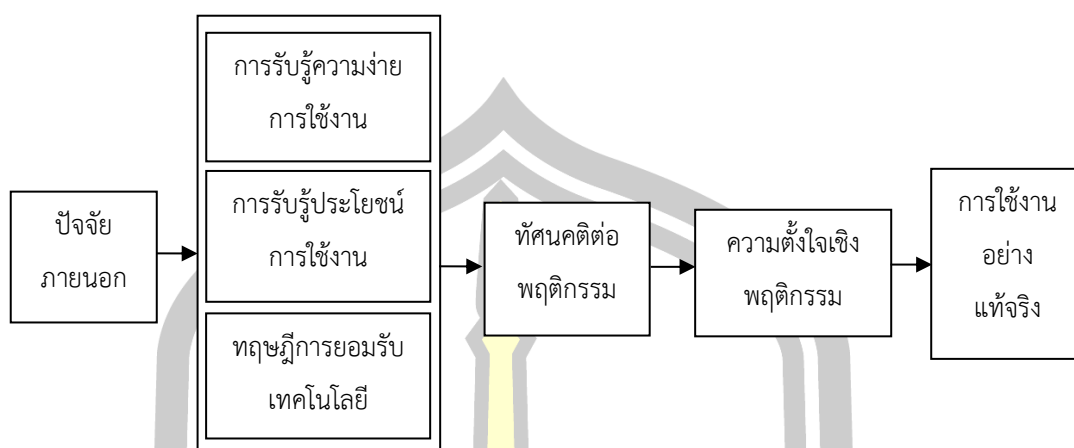 ปัจจัย
ภายนอก
การรับรู้ความง่าย
การใช้งาน
การรับรู้ประโยชน์
การใช้งาน
ทฤษฎีการยอมรับ
เทคโนโลยี
ทัศนคติต่อ
พฤติกรรม
ความตั้งใจเชิง
พฤติกรรม
การใช้งาน
อย่าง
แท้จริง